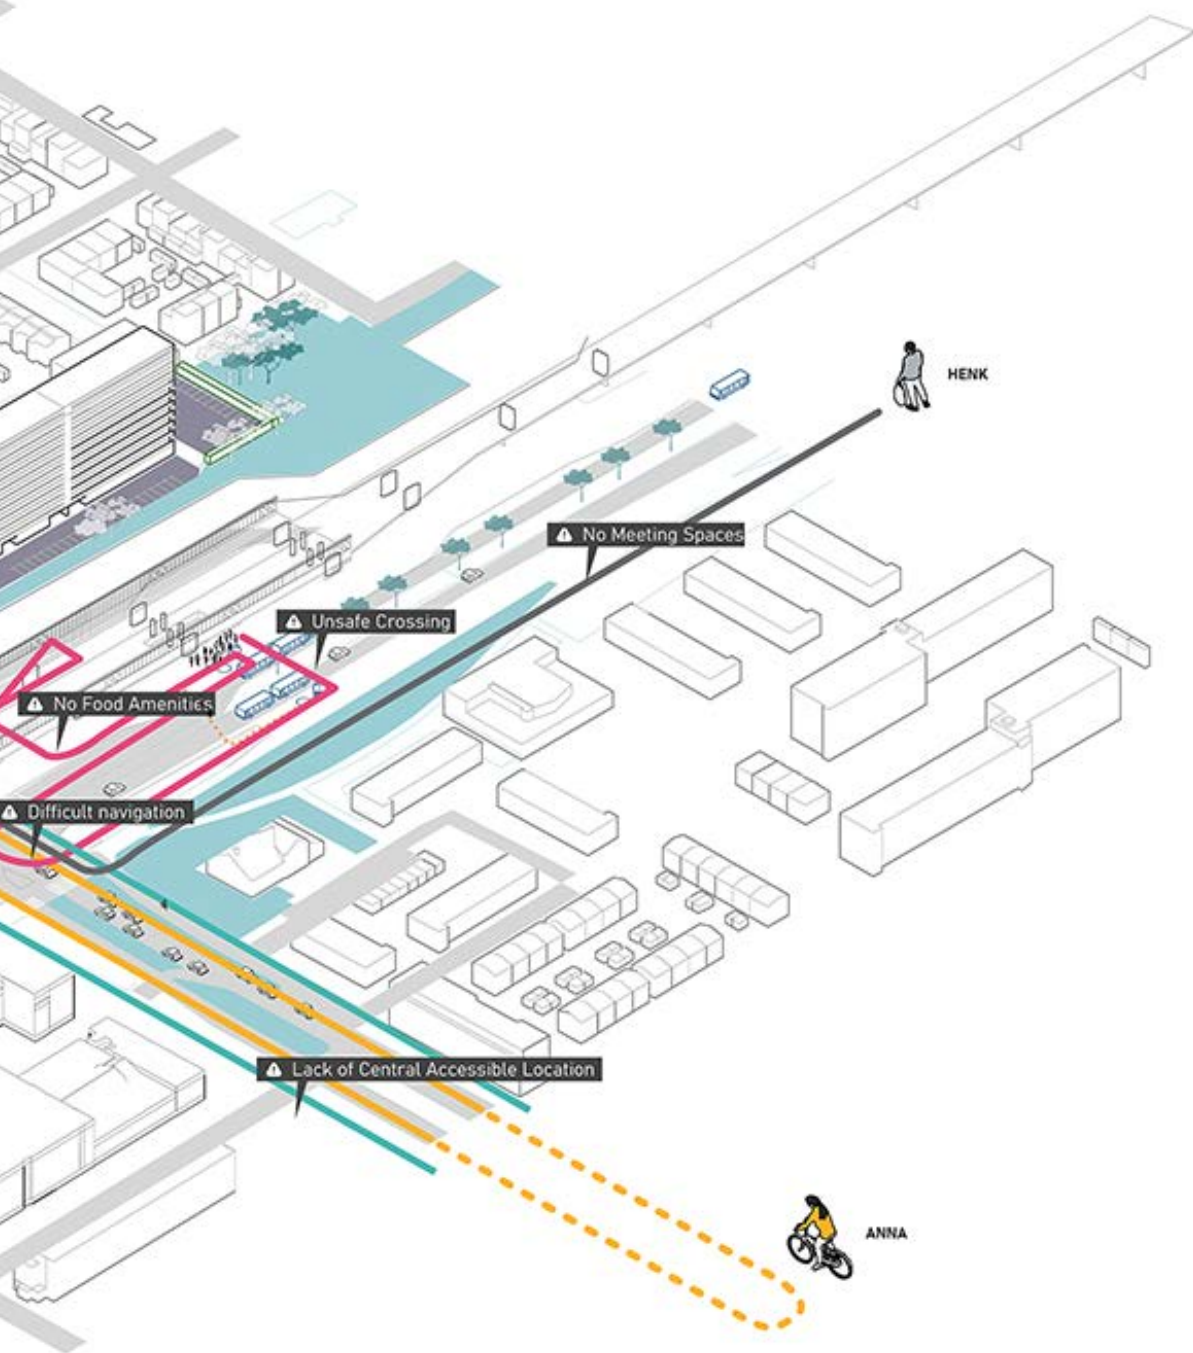 HENK
No Meeting Spaces
Unsafe Crossing
No Food Amenities
Difficult navigation
Lack of Central Accessible Location
ANNA